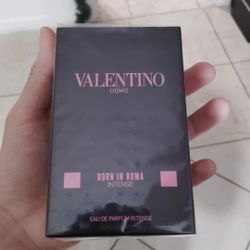 VALENTINO
UOMO
BORN IN ROMA
INTENSE
EAU DE PARFUM INTENSE